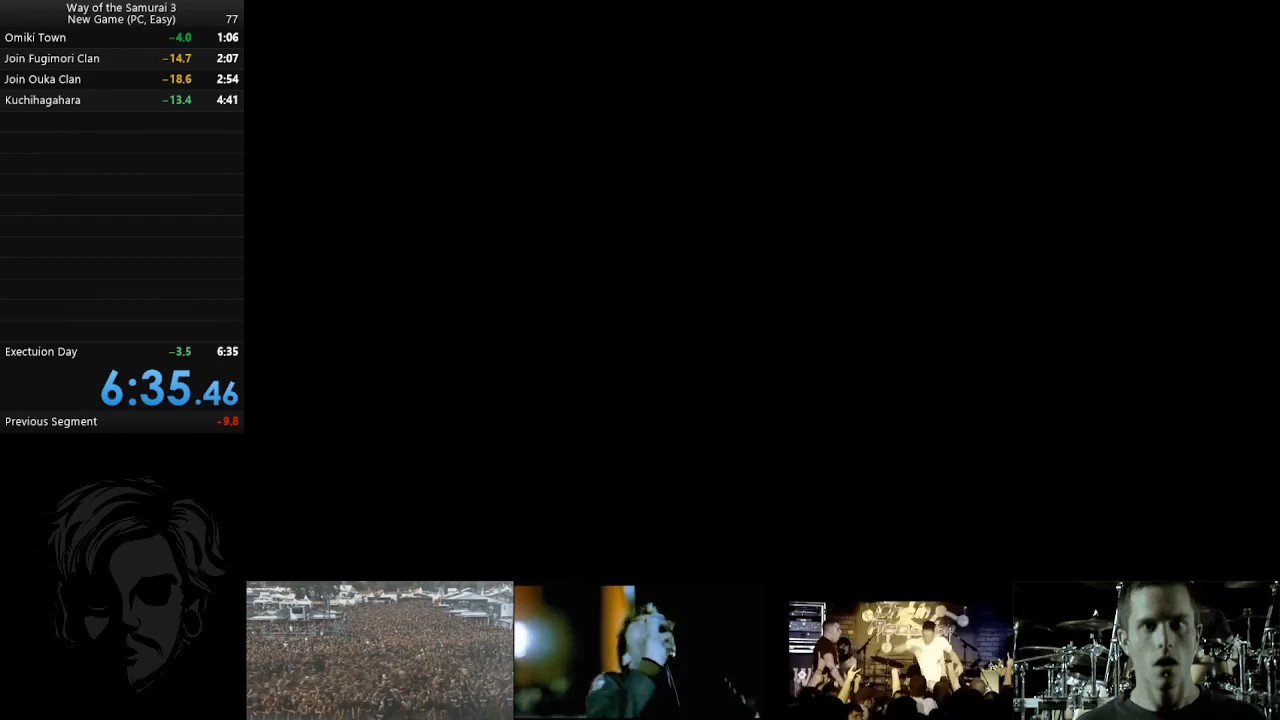 Way of the Samurai 3
New Game (PC, Easy) 77
Omiki Town −4.0 1:06
Join Fugimori Clan −14.7 2:07
Join Ouka Clan −18.6 2:54
Kuchihagahara −13.4 4:41
Exectuion Day −3.5 6:35
6:35.46
Previous Segment +9.8